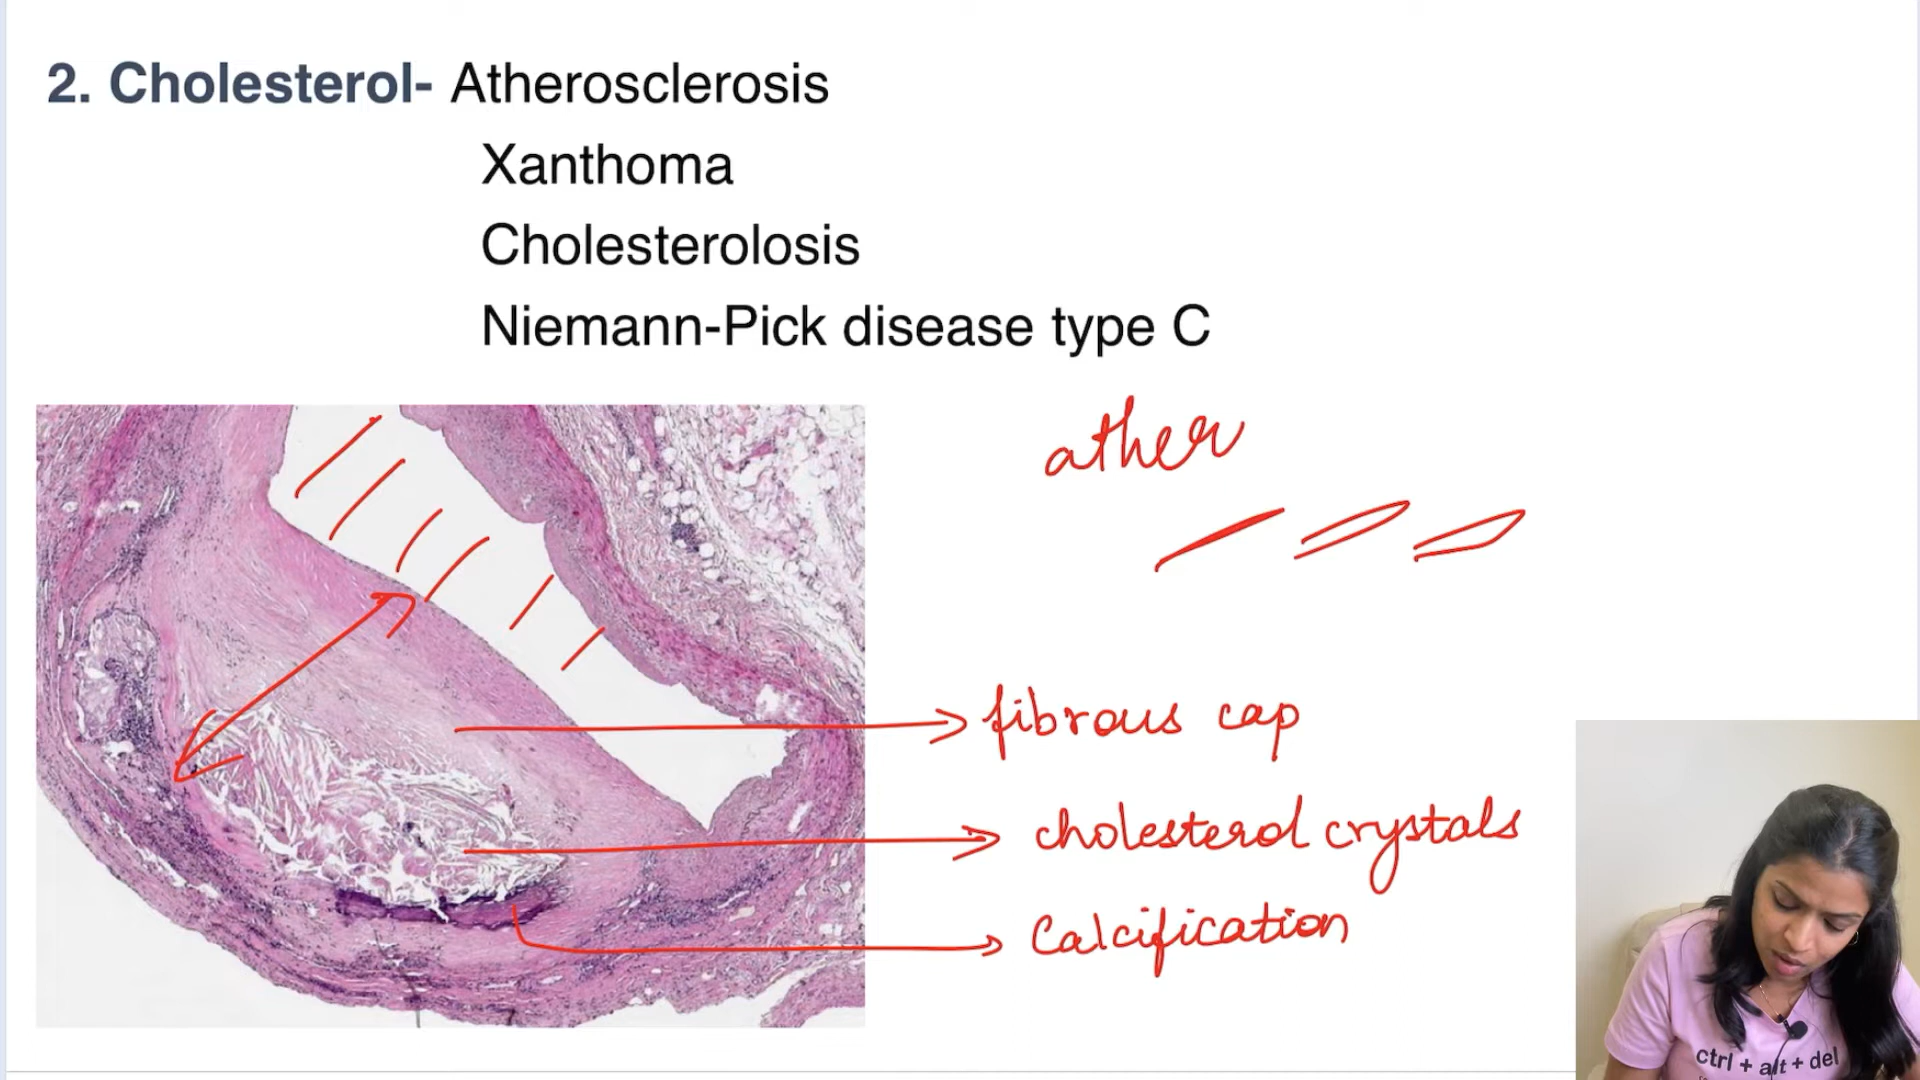 2. Cholesterol- Atherosclerosis
Xanthoma
Cholesterolosis
Niemann-Pick disease type C
ather
fibrous cap
cholesterol crystals
Calcification
ctrl + alt + del